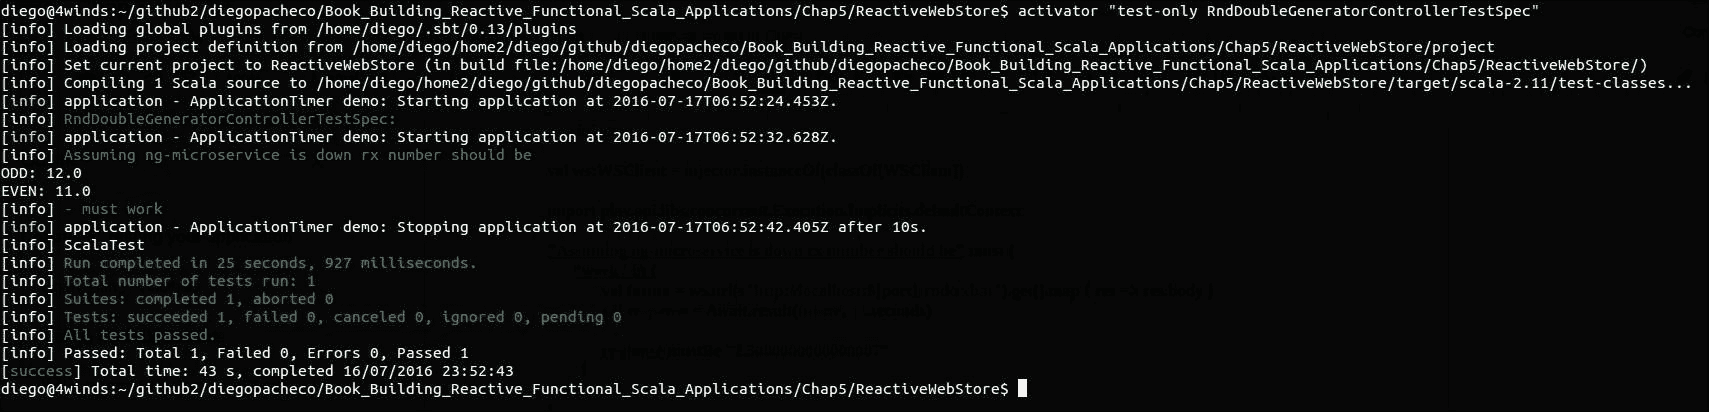 diego@4winds:~/github2/diegopacheco/Book_Building_Reactive_Functional_Scala_Applications/Chap5/ReactiveWebStore$ activator "test-only RndDoubleGeneratorControllerTestSpec"
[info] Loading global plugins from /home/diego/.sbt/0.13/plugins
[info] Loading project definition from /home/diego/home2/diego/github/diegopacheco/Book_Building_Reactive_Functional_Scala_Applications/Chap5/ReactiveWebStore/project
[info] Set current project to ReactiveWebStore (in build file:/home/diego/home2/diego/github/diegopacheco/Book_Building_Reactive_Functional_Scala_Applications/Chap5/ReactiveWebStore/)
[info] Compiling 1 Scala source to /home/diego/home2/diego/github/diegopacheco/Book_Building_Reactive_Functional_Scala_Applications/Chap5/ReactiveWebStore/target/scala-2.11/test-classes...
[info] application - ApplicationTimer demo: Starting application at 2016-07-17T06:52:24.453Z.
[info] RndDoubleGeneratorControllerTestSpec:
[info] application - ApplicationTimer demo: Starting application at 2016-07-17T06:52:32.628Z.
[info] Assuming ng-microservice is down rx number should be
ODD: 12.0
EVEN: 11.0
[info] - must work
[info] application - ApplicationTimer demo: Stopping application at 2016-07-17T06:52:42.405Z after 10s.
[info] ScalaTest
[info] Run completed in 25 seconds, 927 milliseconds.
[info] Total number of tests run: 1
[info] Suites: completed 1, aborted 0
[info] Tests: succeeded 1, failed 0, canceled 0, ignored 0, pending 0
[info] All tests passed.
[info] Passed: Total 1, Failed 0, Errors 0, Passed 1
[success] Total time: 43 s, completed 16/07/2016 23:52:43
diego@4winds:~/github2/diegopacheco/Book_Building_Reactive_Functional_Scala_Applications/Chap5/ReactiveWebStore$